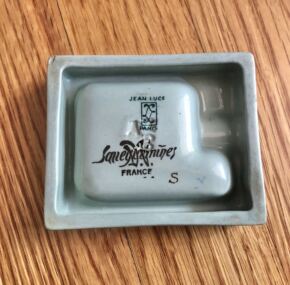 JEAN LUCE
PARIS
Sarreguemines
FRANCE
S